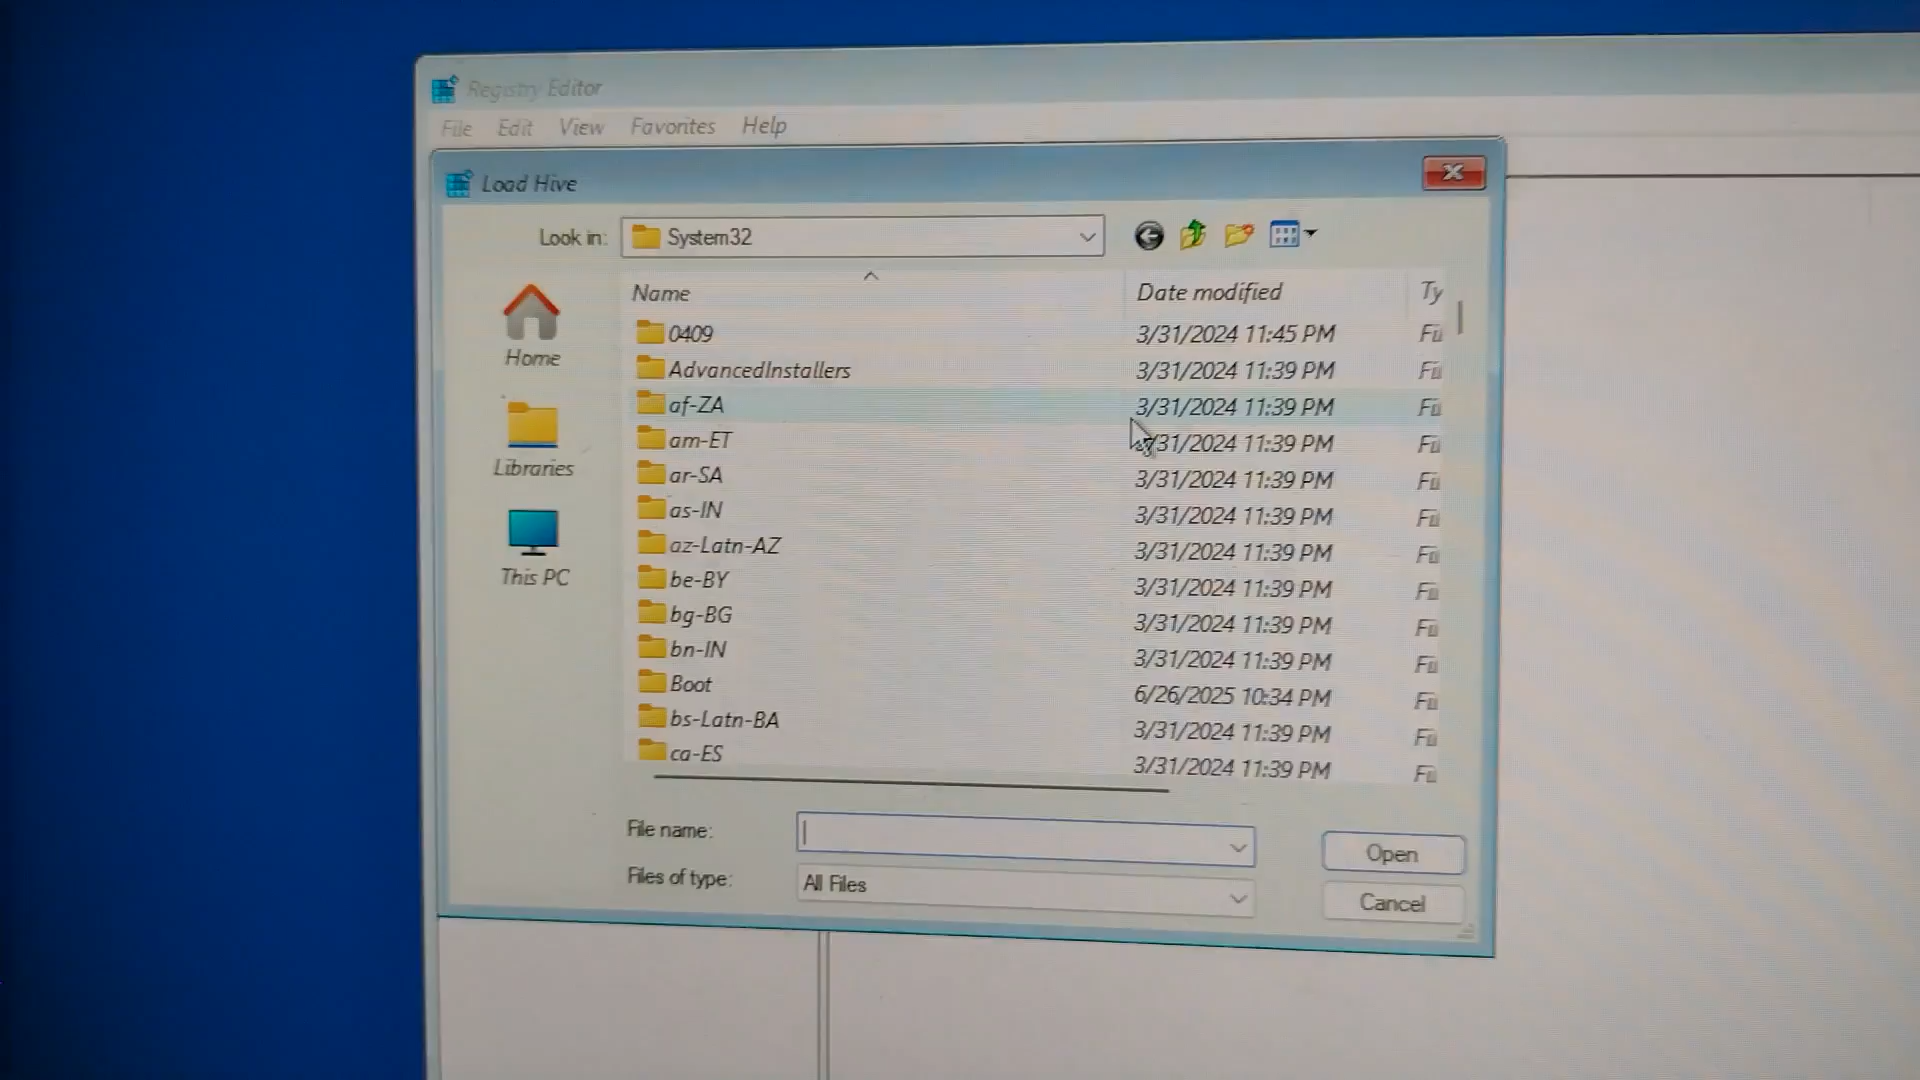 Registry Editor
File Edit View Favorites Help
Load Hive
Look in: System32
Name Date modified Ty
0409 3/31/2024 11:45 PM
AdvancedInstallers 3/31/2024 11:39 PM
af-ZA 3/31/2024 11:39 PM
am-ET 3/31/2024 11:39 PM
ar-SA 3/31/2024 11:39 PM
as-IN 3/31/2024 11:39 PM
az-Latn-AZ 3/31/2024 11:39 PM
be-BY 3/31/2024 11:39 PM
bg-BG 3/31/2024 11:39 PM
bn-IN 3/31/2024 11:39 PM
Boot 6/26/2025 10:34 PM
bs-Latn-BA 3/31/2024 11:39 PM
ca-ES 3/31/2024 11:39 PM
Home
Libraries
This PC
File name:
Open
Files of type: All Files
Cancel